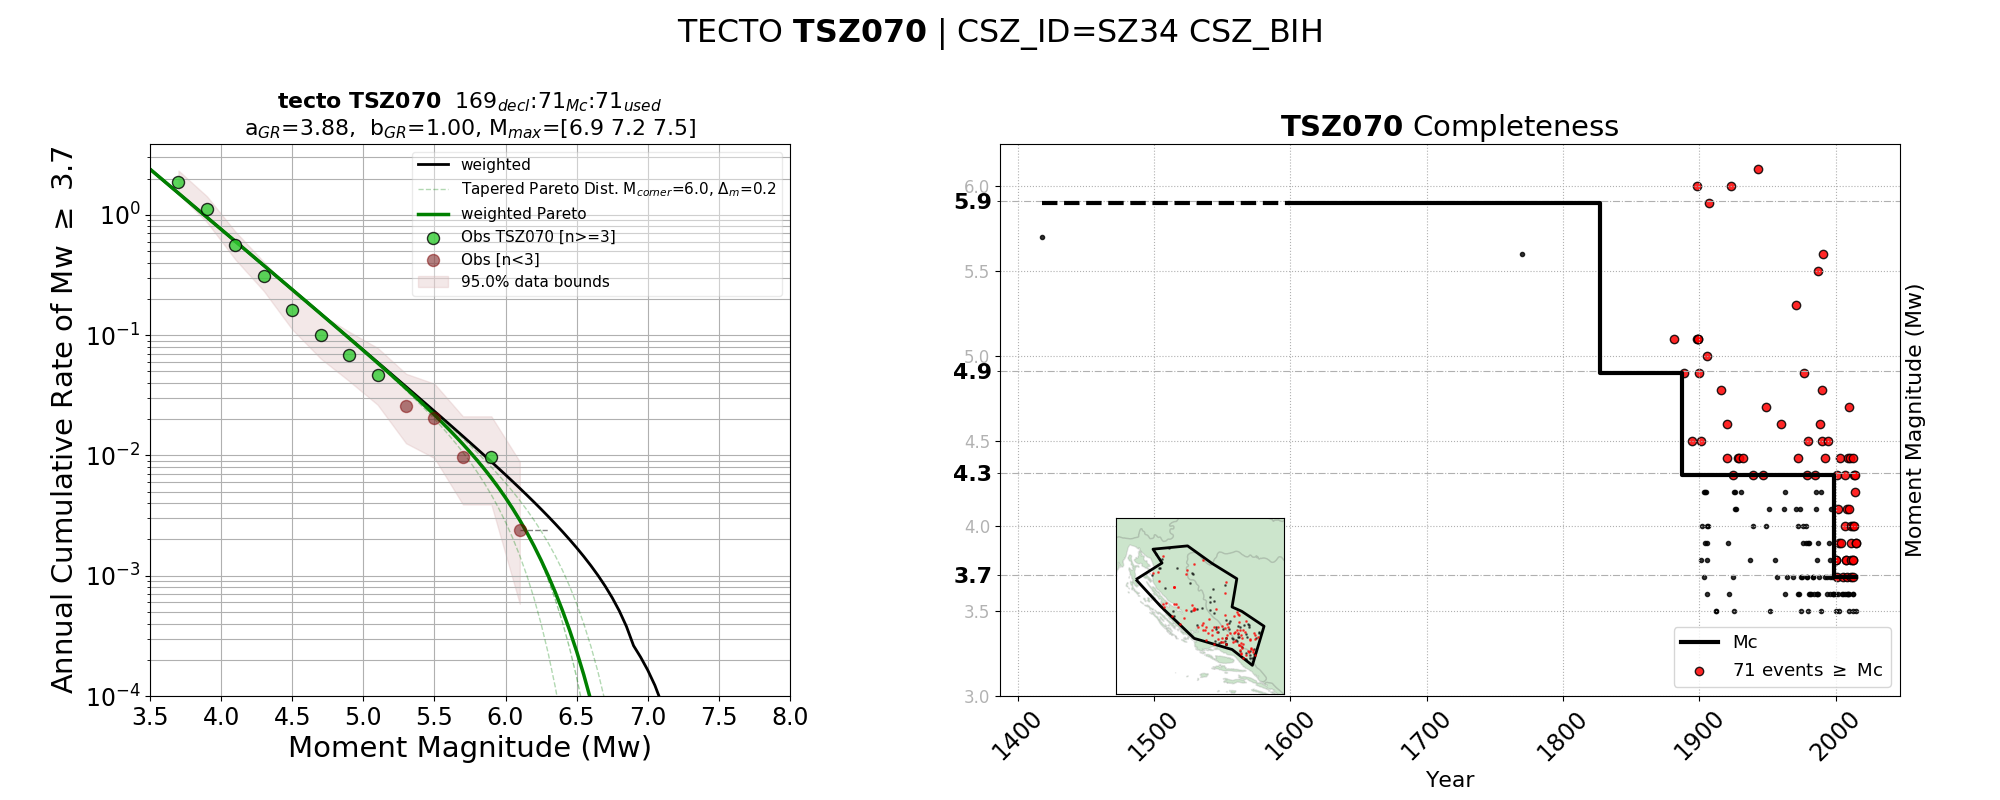 TECTO TSZ070 | CSZ_ID=SZ34 CSZ_BIH
tecto TSZ070 169decl:71Mc:71used
aGR=3.88, bGR=1.00, Mmax=[6.9 7.2 7.5]
Annual Cumulative Rate of Mw ≥ 3.7
10^0
10^-1
10^-2
10^-3
10^-4
weighted
Tapered Pareto Dist. Mcorner=6.0, Δm=0.2
weighted Pareto
Obs TSZ070 [n>=3]
Obs [n<3]
95.0% data bounds
3.5 4.0 4.5 5.0 5.5 6.0 6.5 7.0 7.5 8.0
Moment Magnitude (Mw)
TSZ070 Completeness
6.0
5.9
5.5
5.0
4.9
4.5
4.3
4.0
3.7
3.5
3.0
Mc
71 events ≥ Mc
1400 1500 1600 1700 1800 1900 2000
Year
Moment Magnitude (Mw)